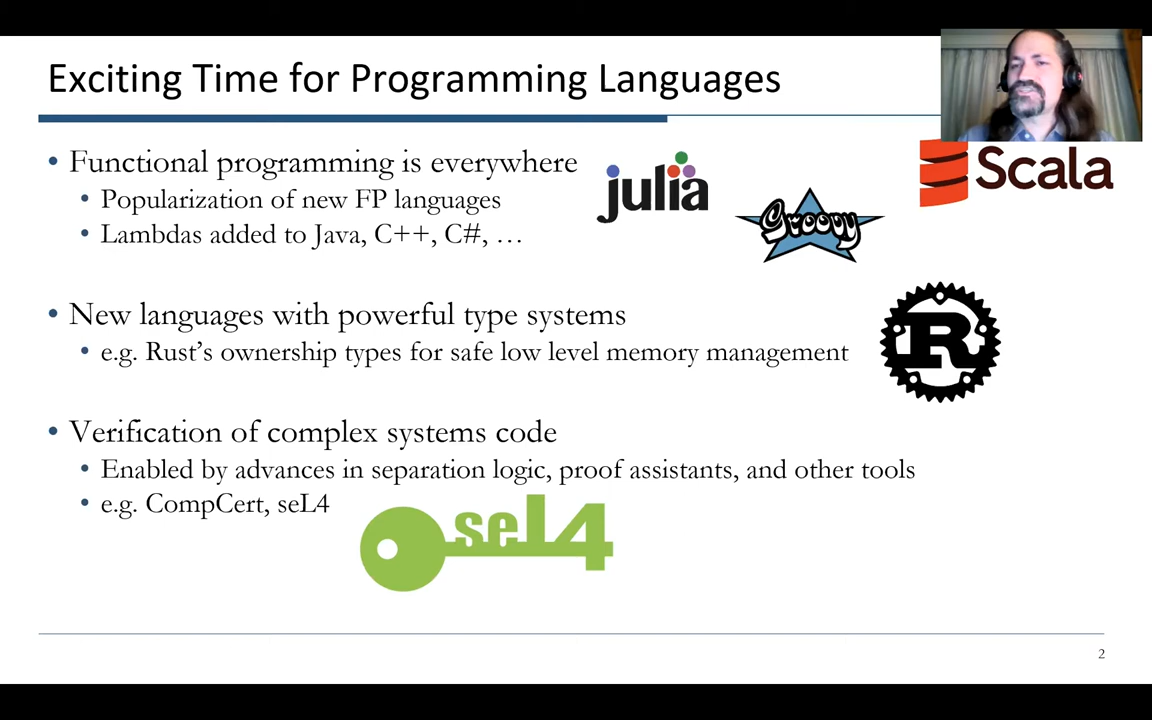 Exciting Time for Programming Languages
• Functional programming is everywhere
• Popularization of new FP languages
• Lambdas added to Java, C++, C#, …
julia
Groovy
Scala
• New languages with powerful type systems
• e.g. Rust’s ownership types for safe low level memory management
R
• Verification of complex systems code
• Enabled by advances in separation logic, proof assistants, and other tools
• e.g. CompCert, seL4
seL4
2